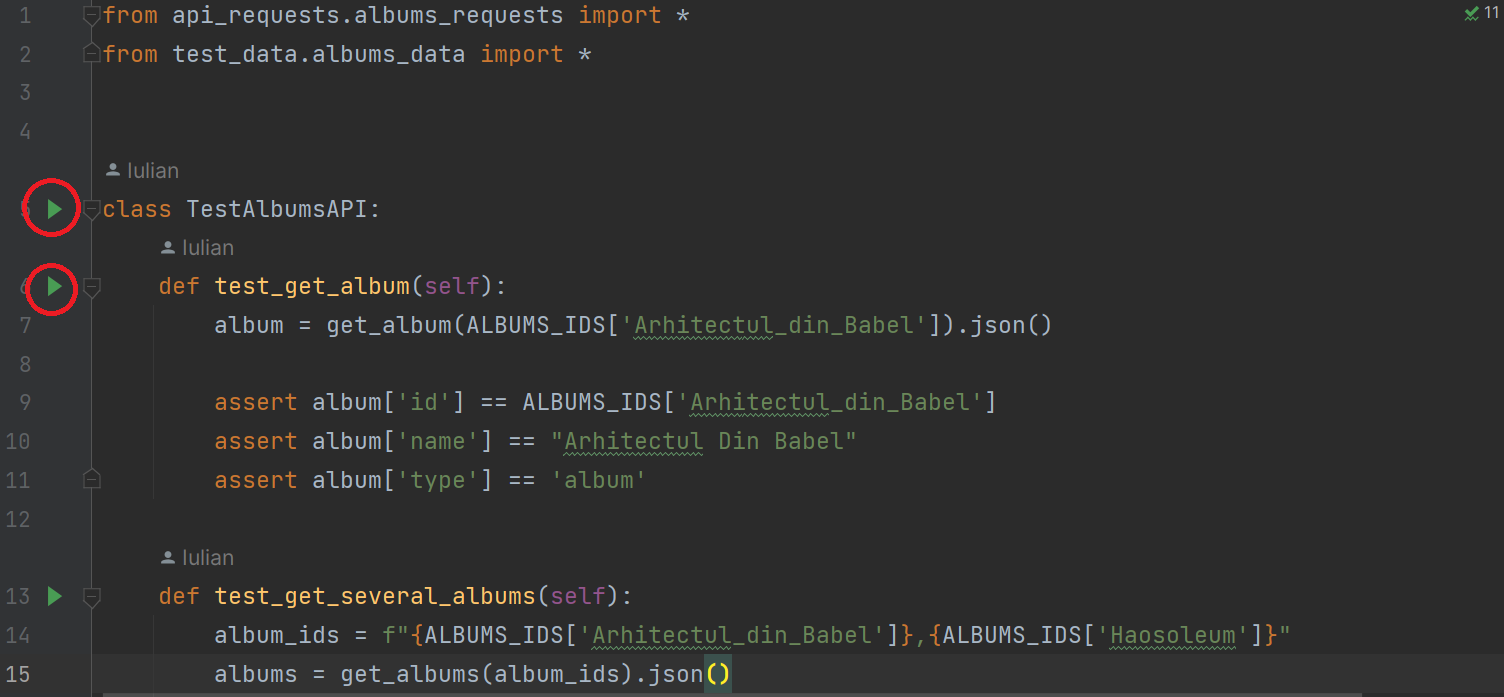 1 from api_requests.albums_requests import * 11
2 from test_data.albums_data import *
3
4
Iulian
5 class TestAlbumsAPI:
Iulian
6 def test_get_album(self):
7 album = get_album(ALBUMS_IDS['Arhitectul_din_Babel']).json()
8
9 assert album['id'] == ALBUMS_IDS['Arhitectul_din_Babel']
10 assert album['name'] == "Arhitectul Din Babel"
11 assert album['type'] == 'album'
12
Iulian
13 def test_get_several_albums(self):
14 album_ids = f"{ALBUMS_IDS['Arhitectul_din_Babel']},{ALBUMS_IDS['Haosoleum']}"
15 albums = get_albums(album_ids).json()